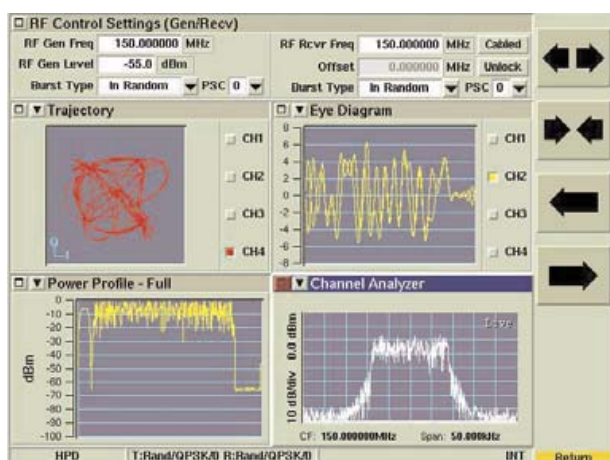 RF Control Settings (Gen/Recv)
RF Gen Freq 150.000000 MHz RF Rcvr Freq 150.000000 MHz Cabled
RF Gen Level -55.0 dBm Offset 0.000000 MHz Unlock
Burst Type In Random PSC 0 Burst Type In Random PSC 0
Trajectory
CH1
CH2
CH3
CH4
Q
I
Eye Diagram
8
6
4
2
0
-2
-4
-6
-8
CH1
CH2
CH3
CH4
Power Profile - Full
dBm
0
-10
-20
-30
-40
-50
-60
-70
-80
-90
-100
Channel Analyzer
10 dB/div 0.0 dBm
Live
CF: 150.000000MHz Span: 50.000kHz
HPD T:Rand/QPSK/0 R:Rand/QPSK/0 INT Return